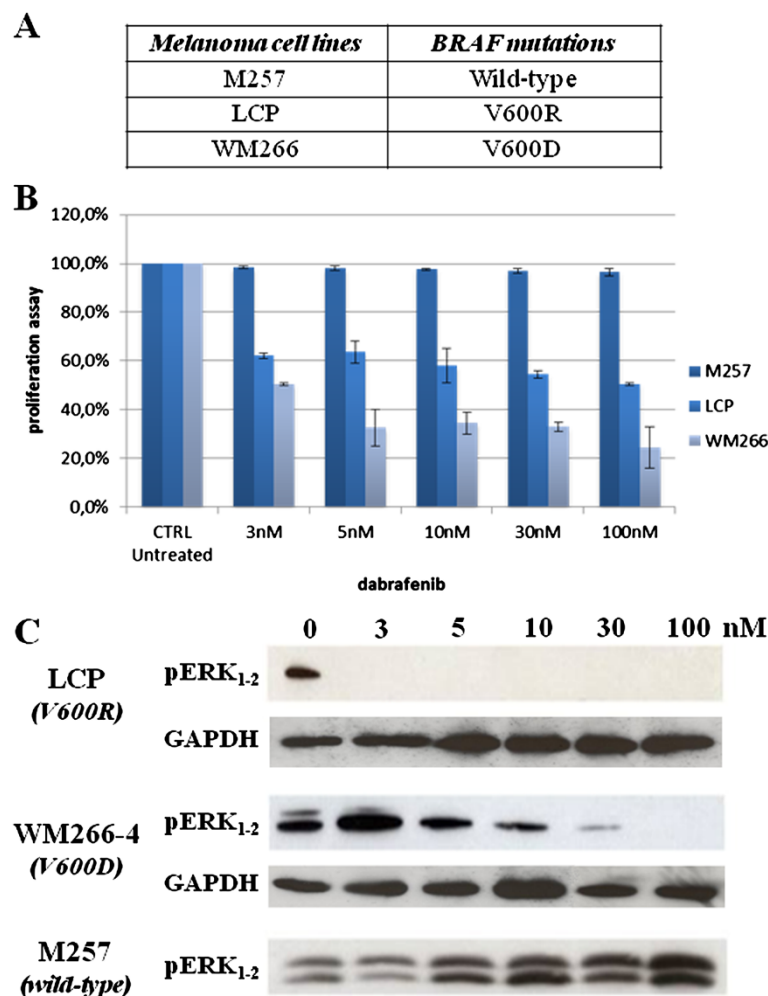 A
Melanoma cell lines BRAF mutations
M257 Wild-type
LCP V600R
WM266 V600D
B
120,0%
100,0%
80,0%
60,0%
40,0%
20,0%
0,0%
proliferation assay
CTRL Untreated 3nM 5nM 10nM 30nM 100nM
dabrafenib
M257
LCP
WM266
C
0 3 5 10 30 100 nM
LCP
(V600R)
pERK1-2
GAPDH
WM266-4
(V600D)
pERK1-2
GAPDH
M257
(wild-type)
pERK1-2